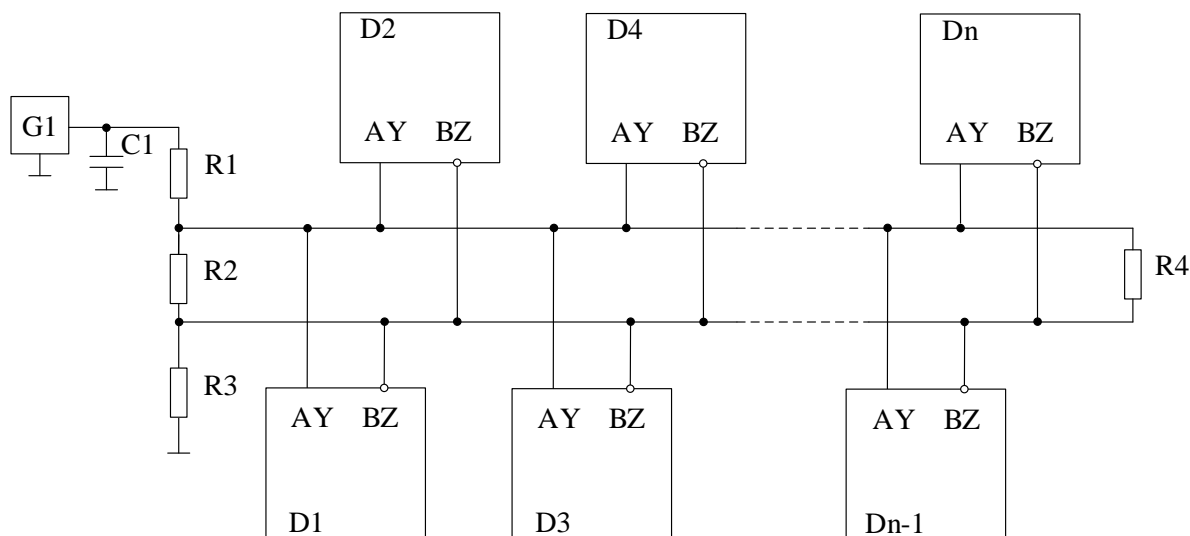 D2
D4
Dn
G1
C1
AY BZ
AY BZ
AY BZ
R1
R2
R4
R3
AY BZ
AY BZ
AY BZ
D1
D3
Dn-1